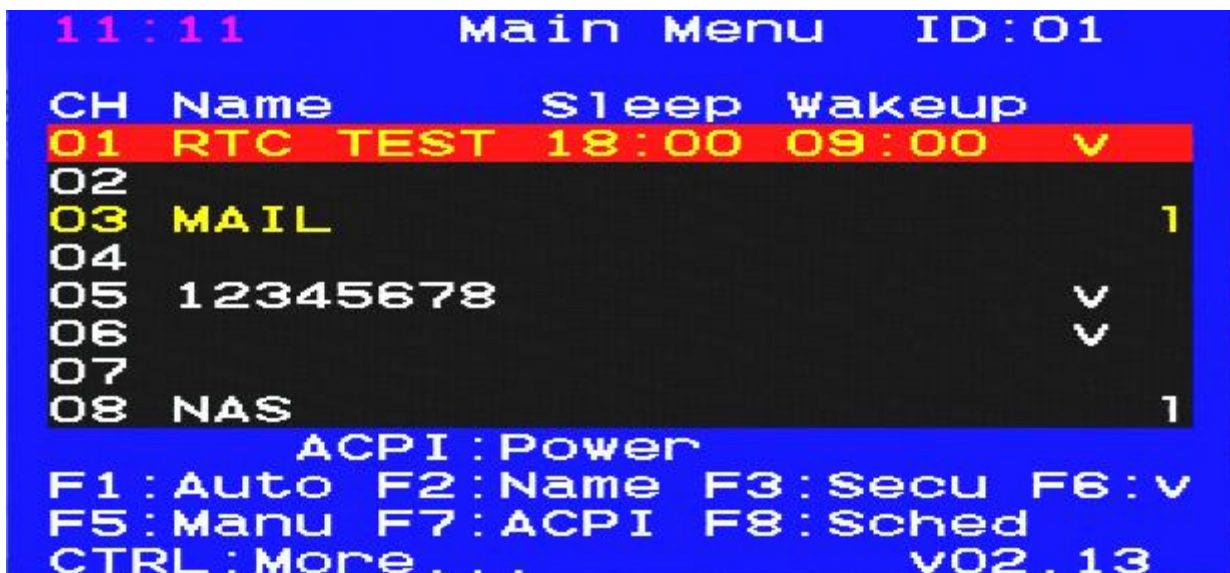 11:11 Main Menu ID:01
CH Name Sleep Wakeup
01 RTC TEST 18:00 09:00 v
02
03 MAIL 1
04
05 12345678 v
06 v
07
08 NAS 1
ACPI:Power
F1:Auto F2:Name F3:Secu F6:v
F5:Manu F7:ACPI F8:Sched
CTRL:More... v02.13